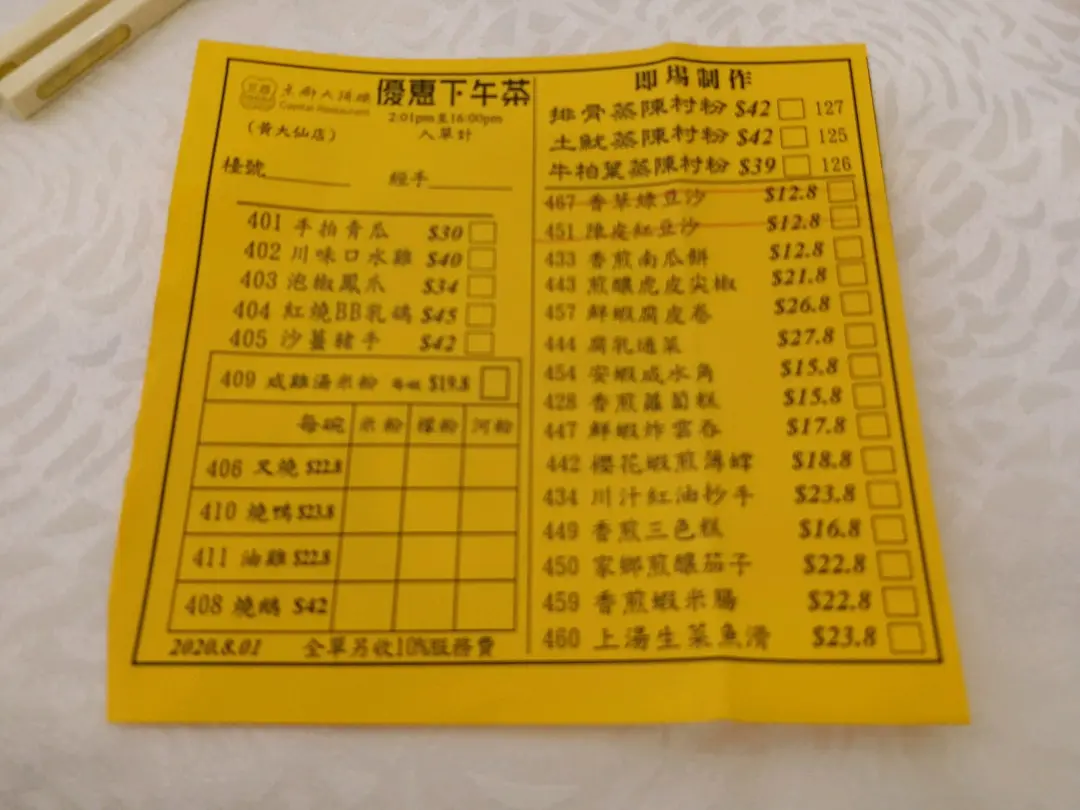 京都大酒樓
Capital Restaurant
(黃大仙店)
優惠下午茶
2:01pm至16:00pm
入單計
檯號
經手
401 手拍青瓜 $30
402 川味口水雞 $40
403 泡椒鳳爪 $34
404 紅燒BB乳鴿 $45
405 沙薑豬手 $42
409 咸雞湯米粉 每碗 $19.8
每碗 米粉 檬粉 河粉
406 叉燒 $22.8
410 燒鴨 $23.8
411 油雞 $22.8
408 燒鵝 $42
2020.8.01 全單另收10%服務費
即場制作
排骨蒸陳村粉 $42 127
土魷蒸陳村粉 $42 125
牛柏葉蒸陳村粉 $39 126
467 香草綠豆沙 $12.8
451 陳皮紅豆沙 $12.8
433 香煎南瓜餅 $12.8
443 煎釀虎皮尖椒 $21.8
457 鮮蝦腐皮卷 $26.8
444 腐乳通菜 $27.8
454 安蝦咸水角 $15.8
428 香煎蘿蔔糕 $15.8
447 鮮蝦炸雲吞 $17.8
442 櫻花蝦煎薄罉 $18.8
434 川汁紅油抄手 $23.8
449 香煎三色糕 $16.8
450 家鄉煎釀茄子 $22.8
459 香煎蝦米腸 $22.8
460 上湯生菜魚滑 $23.8